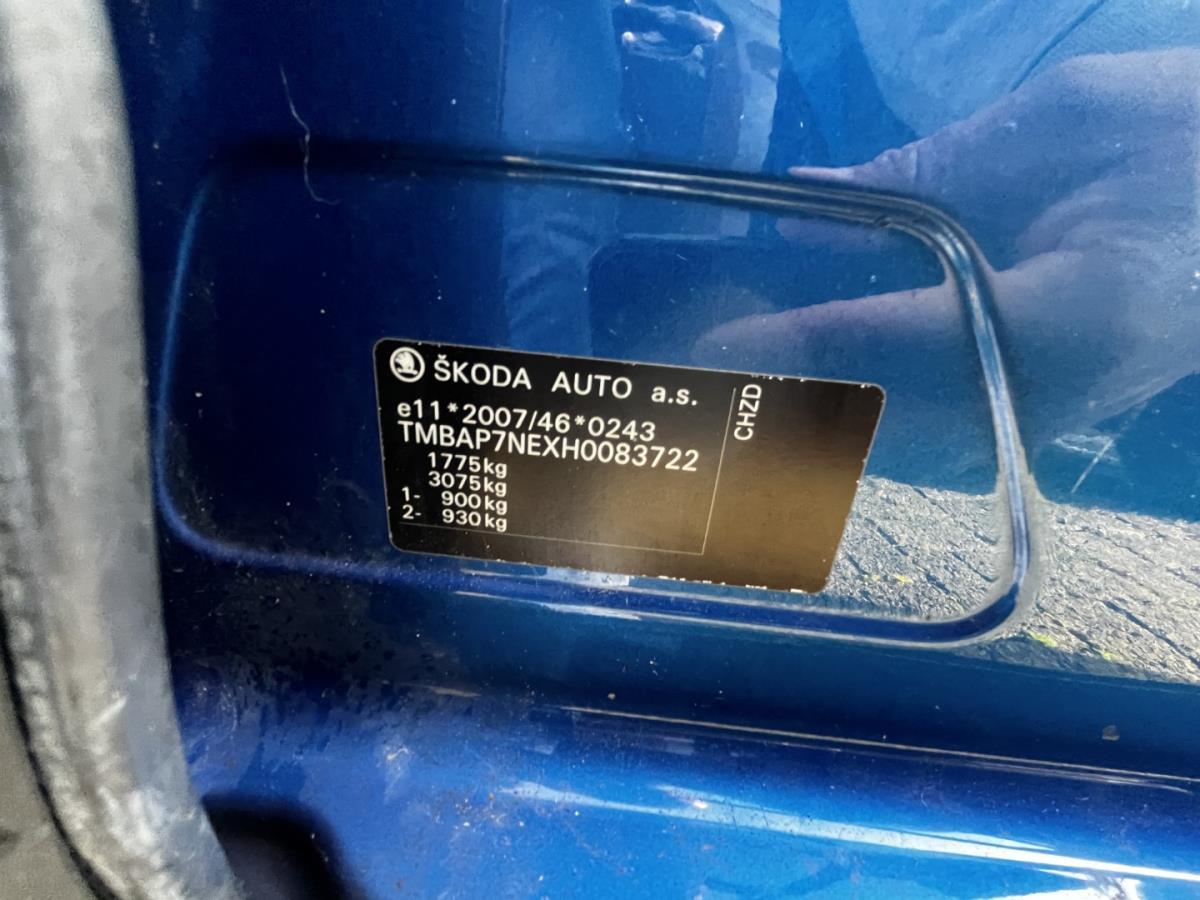 ŠKODA AUTO a.s.
e11*2007/46*0243
TMBAP7NEXH0083722
1775kg
3075kg
1- 900kg
2- 930kg
CHZD